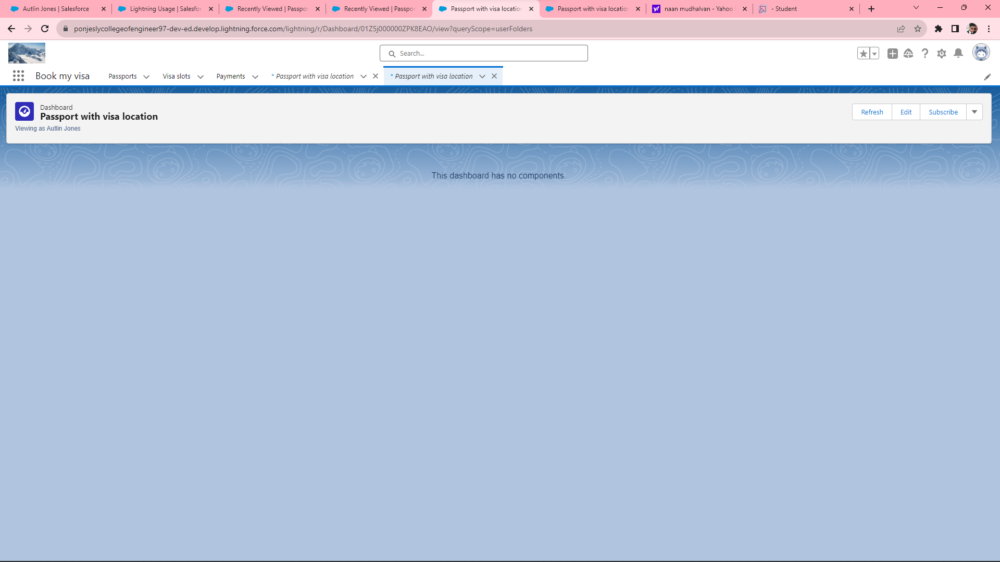 Autlin Jones | Salesforce
Lightning Usage | Salesfor
Recently Viewed | Passpor
Recently Viewed | Passpor
Passport with visa location
Passport with visa location
naan mudhalvan - Yahoo
- Student
ponjeslycollegeofengineer97-dev-ed.develop.lightning.force.com/lightning/r/Dashboard/01Z5j000000ZPK8EAO/view?queryScope=userFolders
Search...
Book my visa
Passports
Visa slots
Payments
* Passport with visa location
* Passport with visa location
Dashboard
Passport with visa location
Viewing as Autlin Jones
Refresh
Edit
Subscribe
This dashboard has no components.